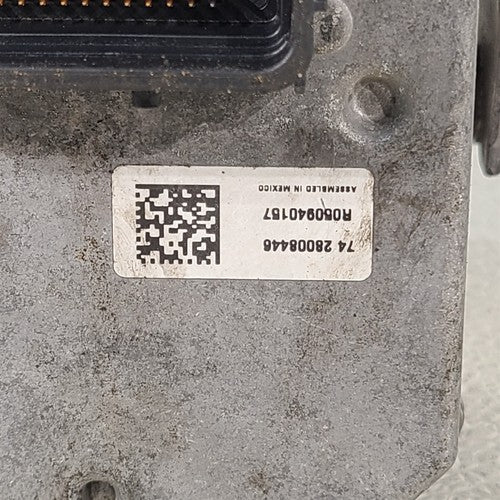 74 28008446
R050940157
ASSEMBLED IN MEXICO